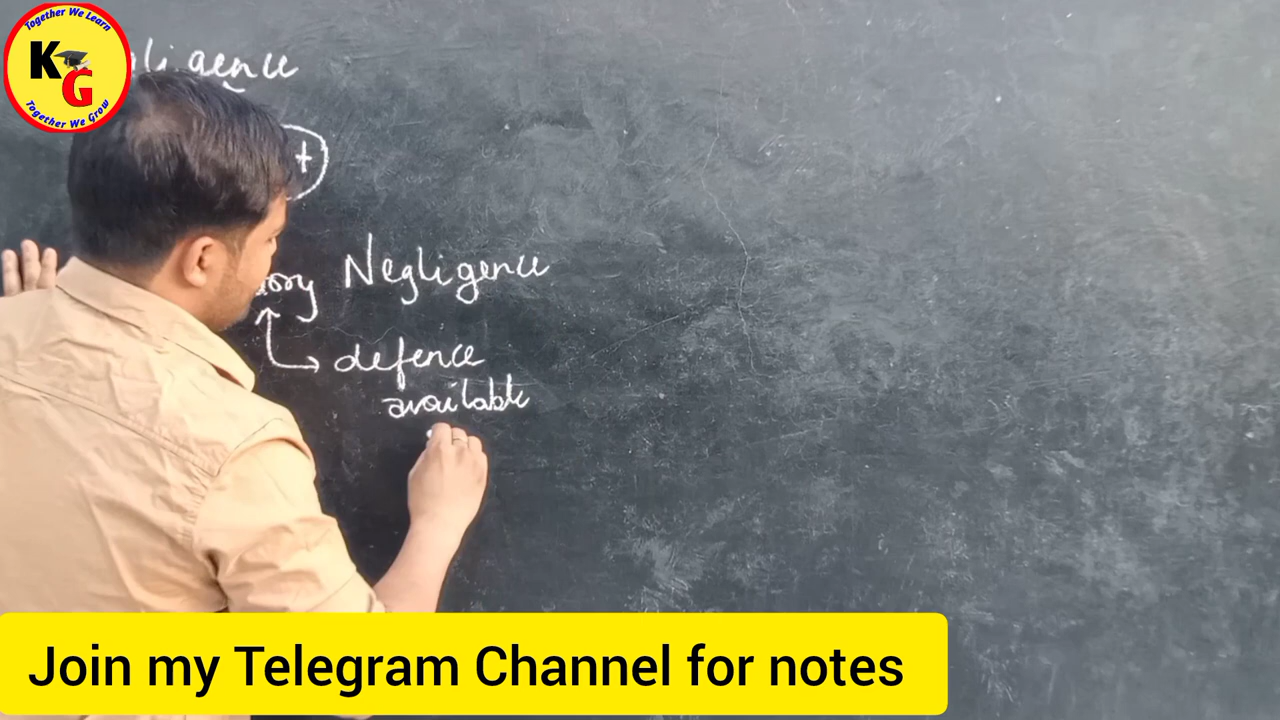 Together We Learn
KG
Together We Grow
+
Negligence
defence
available
Join my Telegram Channel for notes